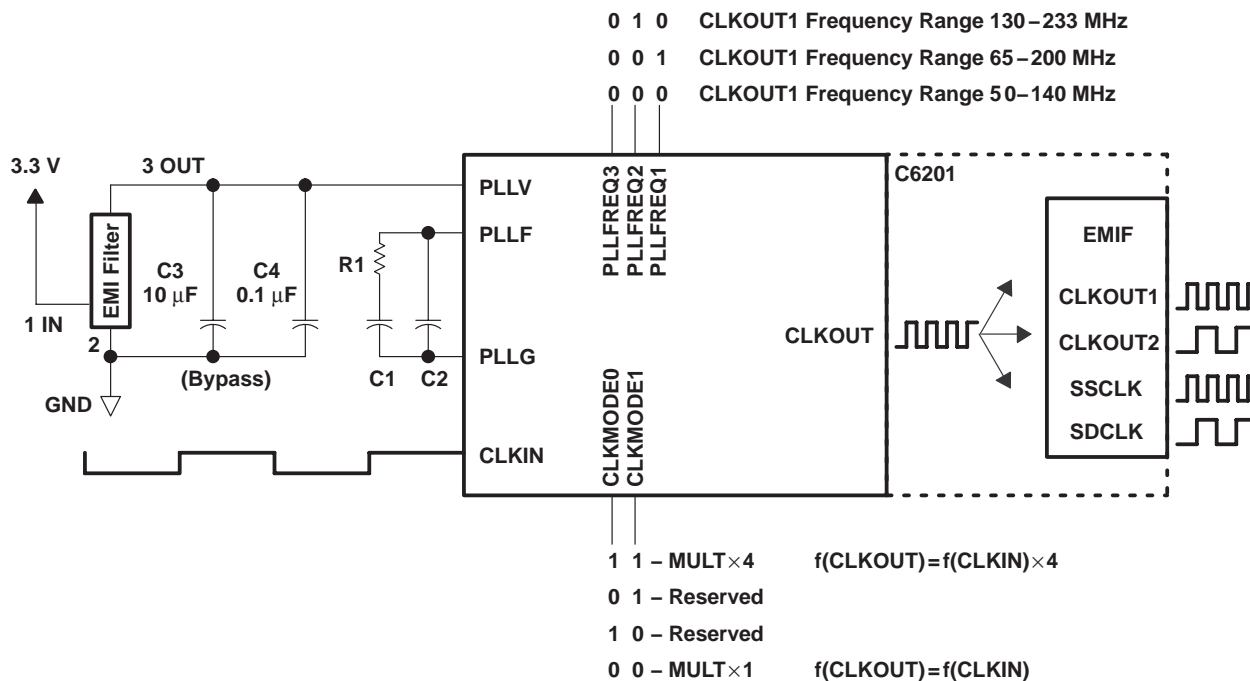 0 1 0 CLKOUT1 Frequency Range 130–233 MHz
0 0 1 CLKOUT1 Frequency Range 65–200 MHz
0 0 0 CLKOUT1 Frequency Range 50–140 MHz
3.3 V
3 OUT
EMI Filter
1 IN
2
GND
C3
10 μF
C4
0.1 μF
(Bypass)
R1
C1
C2
PLLV
PLLF
PLLG
CLKIN
PLLFREQ3
PLLFREQ2
PLLFREQ1
CLKMODE0
CLKMODE1
CLKOUT
C6201
EMIF
CLKOUT1
CLKOUT2
SSCLK
SDCLK
1 1 – MULT×4 f(CLKOUT)=f(CLKIN)×4
0 1 – Reserved
1 0 – Reserved
0 0 – MULT×1 f(CLKOUT)=f(CLKIN)